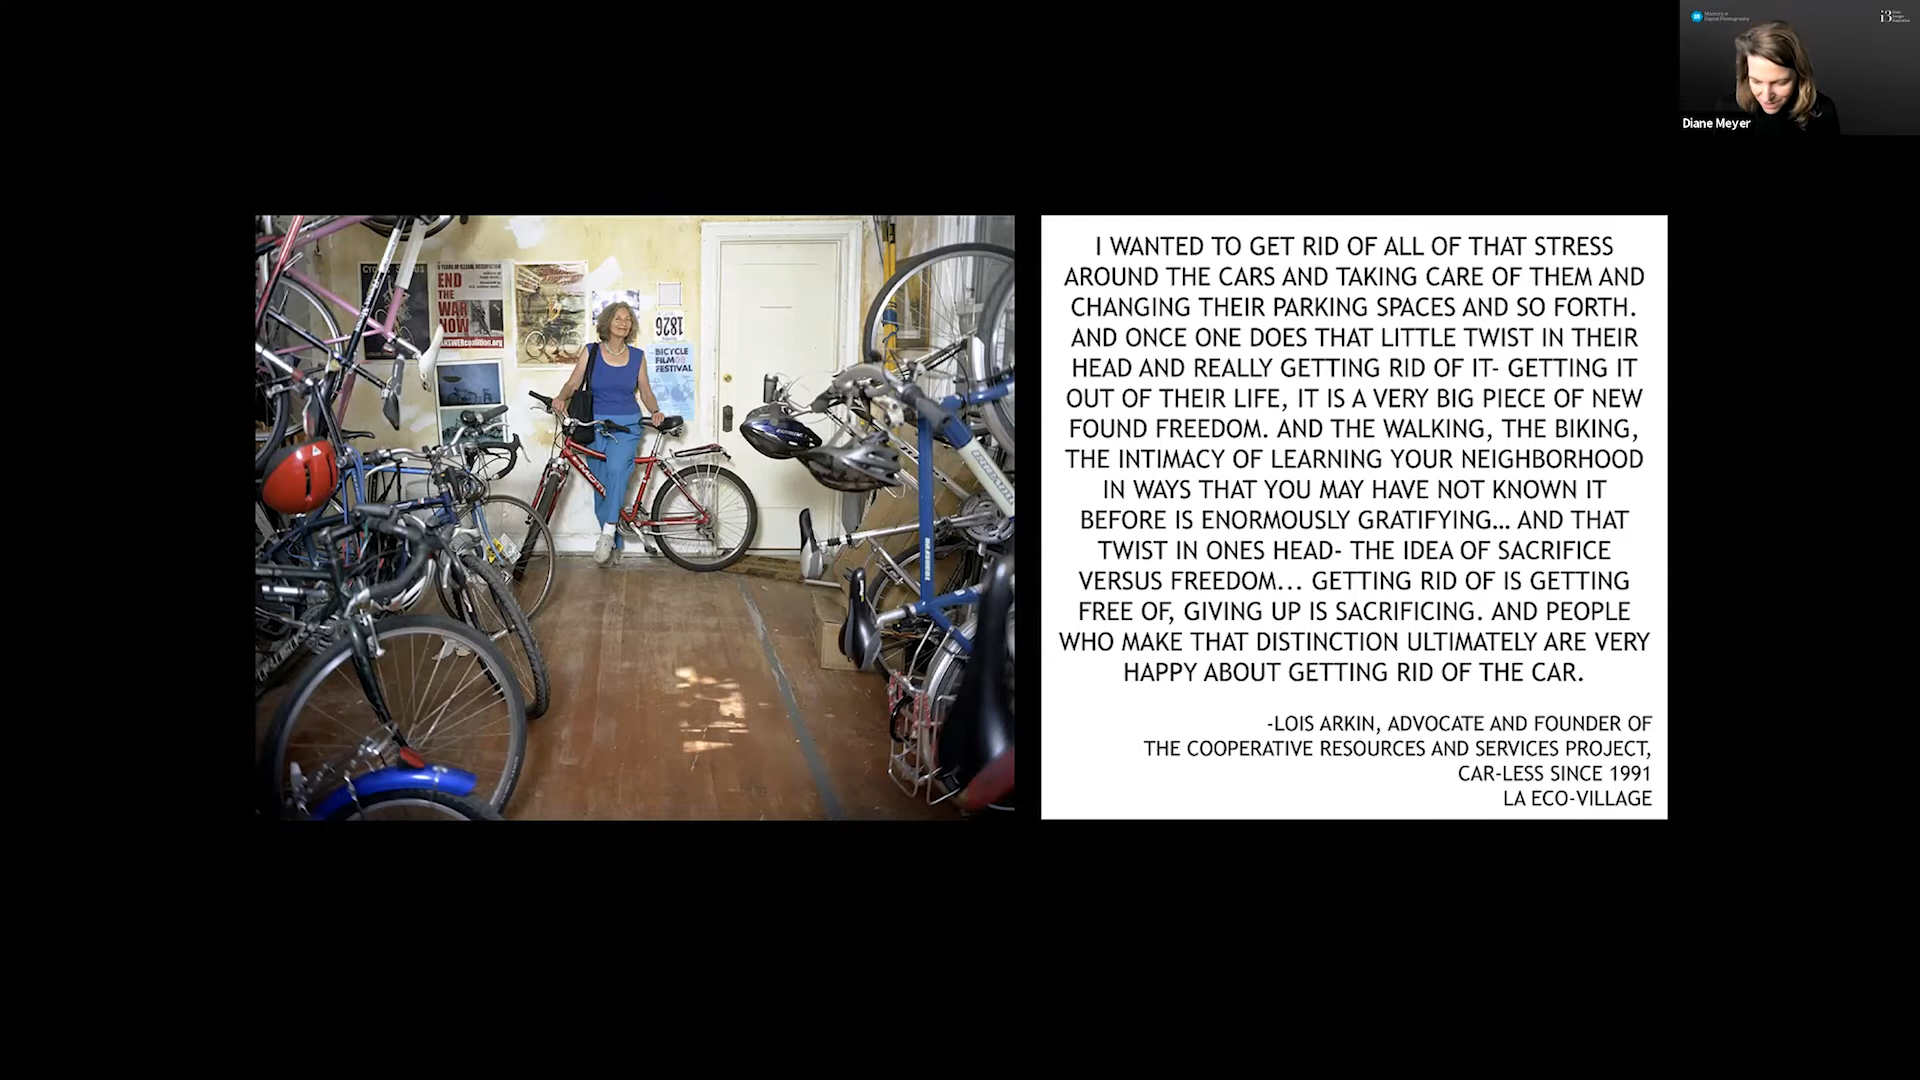 Masters in
Digital Photography
i3
Diane Meyer
END
THE
WAR
NOW
ANSWERcoalition.org
1826
BICYCLE
FILM08
FESTIVAL
I WANTED TO GET RID OF ALL OF THAT STRESS
AROUND THE CARS AND TAKING CARE OF THEM AND
CHANGING THEIR PARKING SPACES AND SO FORTH.
AND ONCE ONE DOES THAT LITTLE TWIST IN THEIR
HEAD AND REALLY GETTING RID OF IT- GETTING IT
OUT OF THEIR LIFE, IT IS A VERY BIG PIECE OF NEW
FOUND FREEDOM. AND THE WALKING, THE BIKING,
THE INTIMACY OF LEARNING YOUR NEIGHBORHOOD
IN WAYS THAT YOU MAY HAVE NOT KNOWN IT
BEFORE IS ENORMOUSLY GRATIFYING... AND THAT
TWIST IN ONES HEAD- THE IDEA OF SACRIFICE
VERSUS FREEDOM... GETTING RID OF IS GETTING
FREE OF, GIVING UP IS SACRIFICING. AND PEOPLE
WHO MAKE THAT DISTINCTION ULTIMATELY ARE VERY
HAPPY ABOUT GETTING RID OF THE CAR.
-LOIS ARKIN, ADVOCATE AND FOUNDER OF
THE COOPERATIVE RESOURCES AND SERVICES PROJECT,
CAR-LESS SINCE 1991
LA ECO-VILLAGE